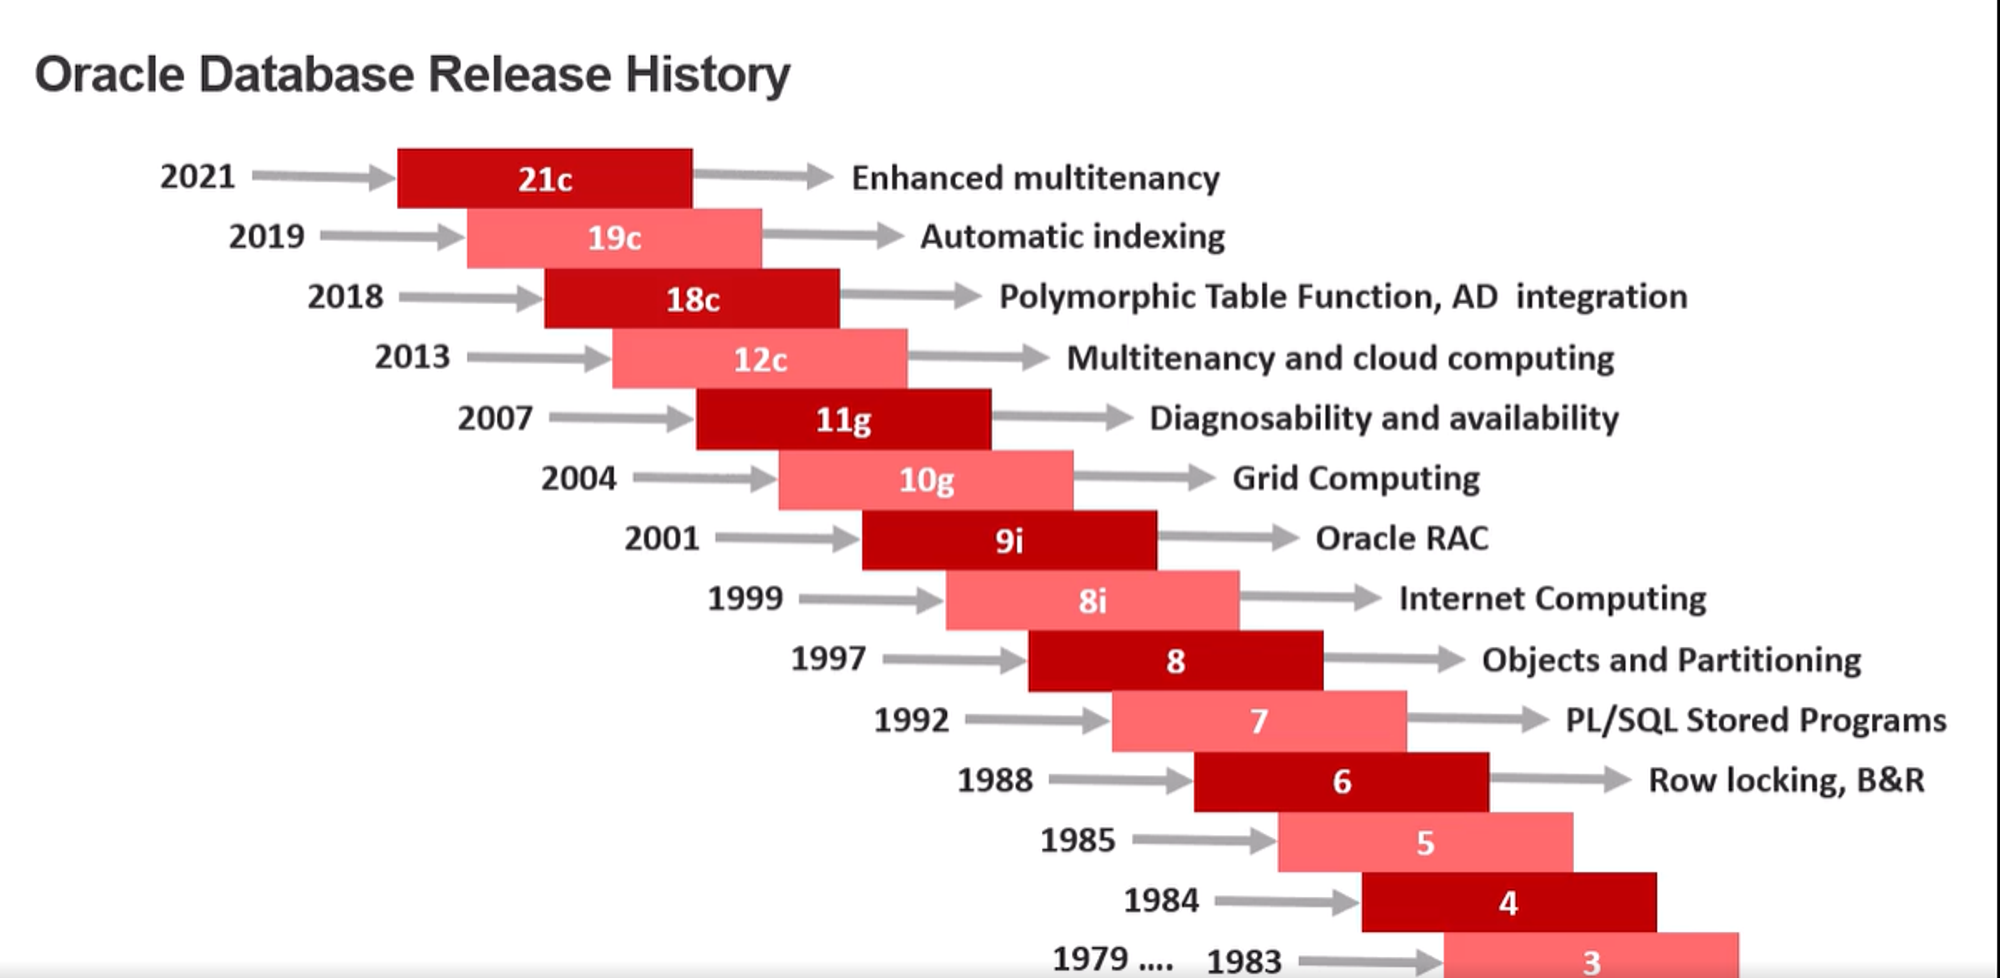 Oracle Database Release History
2021 21c Enhanced multitenancy
2019 19c Automatic indexing
2018 18c Polymorphic Table Function, AD integration
2013 12c Multitenancy and cloud computing
2007 11g Diagnosability and availability
2004 10g Grid Computing
2001 9i Oracle RAC
1999 8i Internet Computing
1997 8 Objects and Partitioning
1992 7 PL/SQL Stored Programs
1988 6 Row locking, B&R
1985 5
1984 4
1979 .... 1983 3